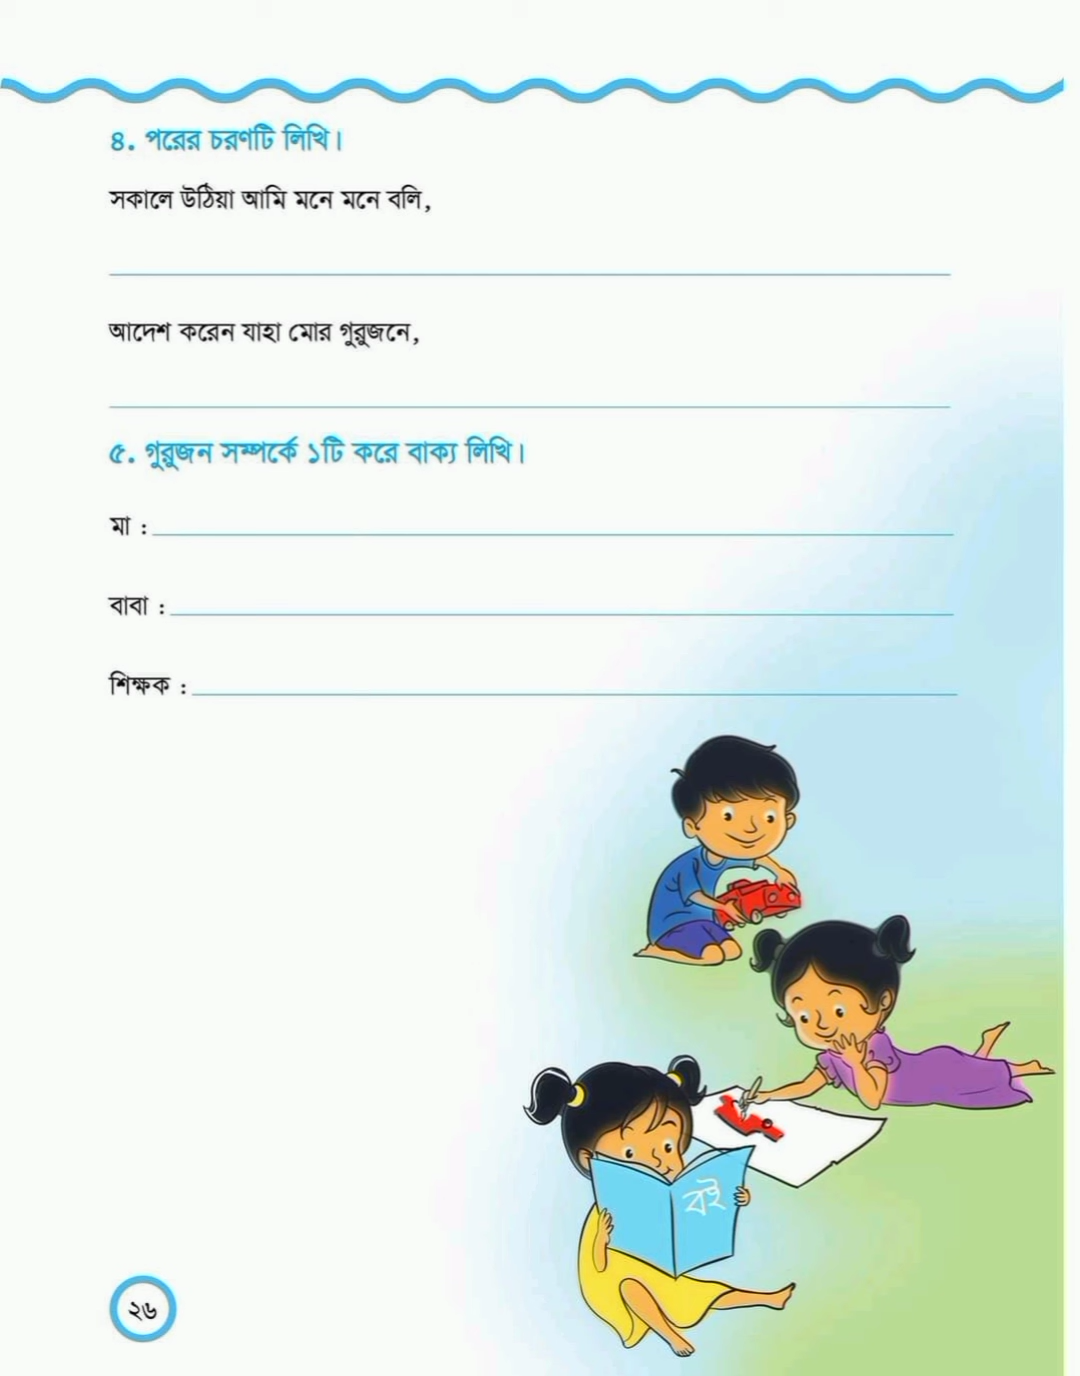 ৪. পরের চরণটি লিখি।
সকালে উঠিয়া আমি মনে মনে বলি,
আদেশ করেন যাহা মোর গুরুজনে,
৫. গুরুজন সম্পর্কে ১টি করে বাক্য লিখি।
মা :
বাবা :
শিক্ষক :
বই
২৬